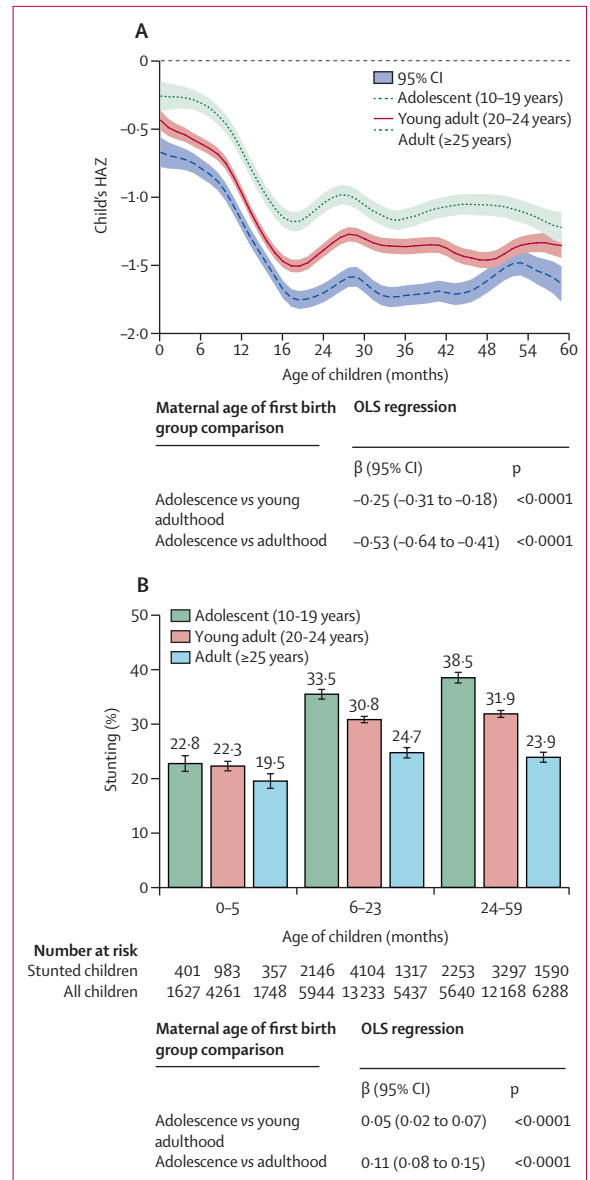 A
0
−0·5
−1·0
−1·5
−2·0
Child's HAZ
95% CI
Adolescent (10–19 years)
Young adult (20–24 years)
Adult (≥25 years)
0 6 12 16 24 30 36 42 48 54 60
Age of children (months)
Maternal age of first birth
group comparison
OLS regression
β (95% CI) p
Adolescence vs young
adulthood
−0·25 (−0·31 to −0·18) <0·0001
Adolescence vs adulthood −0·53 (−0·64 to −0·41) <0·0001
B
50
40
30
20
10
0
Stunting (%)
Adolescent (10-19 years)
Young adult (20-24 years)
Adult (≥25 years)
22·8 22·3 19·5
33·5 30·8 24·7
38·5 31·9 23·9
0–5 6–23 24–59
Age of children (months)
Number at risk
Stunted children 401 983 357 2146 4104 1317 2253 3297 1590
All children 1627 4261 1748 5944 13 233 5437 5640 12 168 6288
Maternal age of first birth
group comparison
OLS regression
β (95% CI) p
Adolescence vs young
adulthood
0·05 (0·02 to 0·07) <0·0001
Adolescence vs adulthood 0·11 (0·08 to 0·15) <0·0001